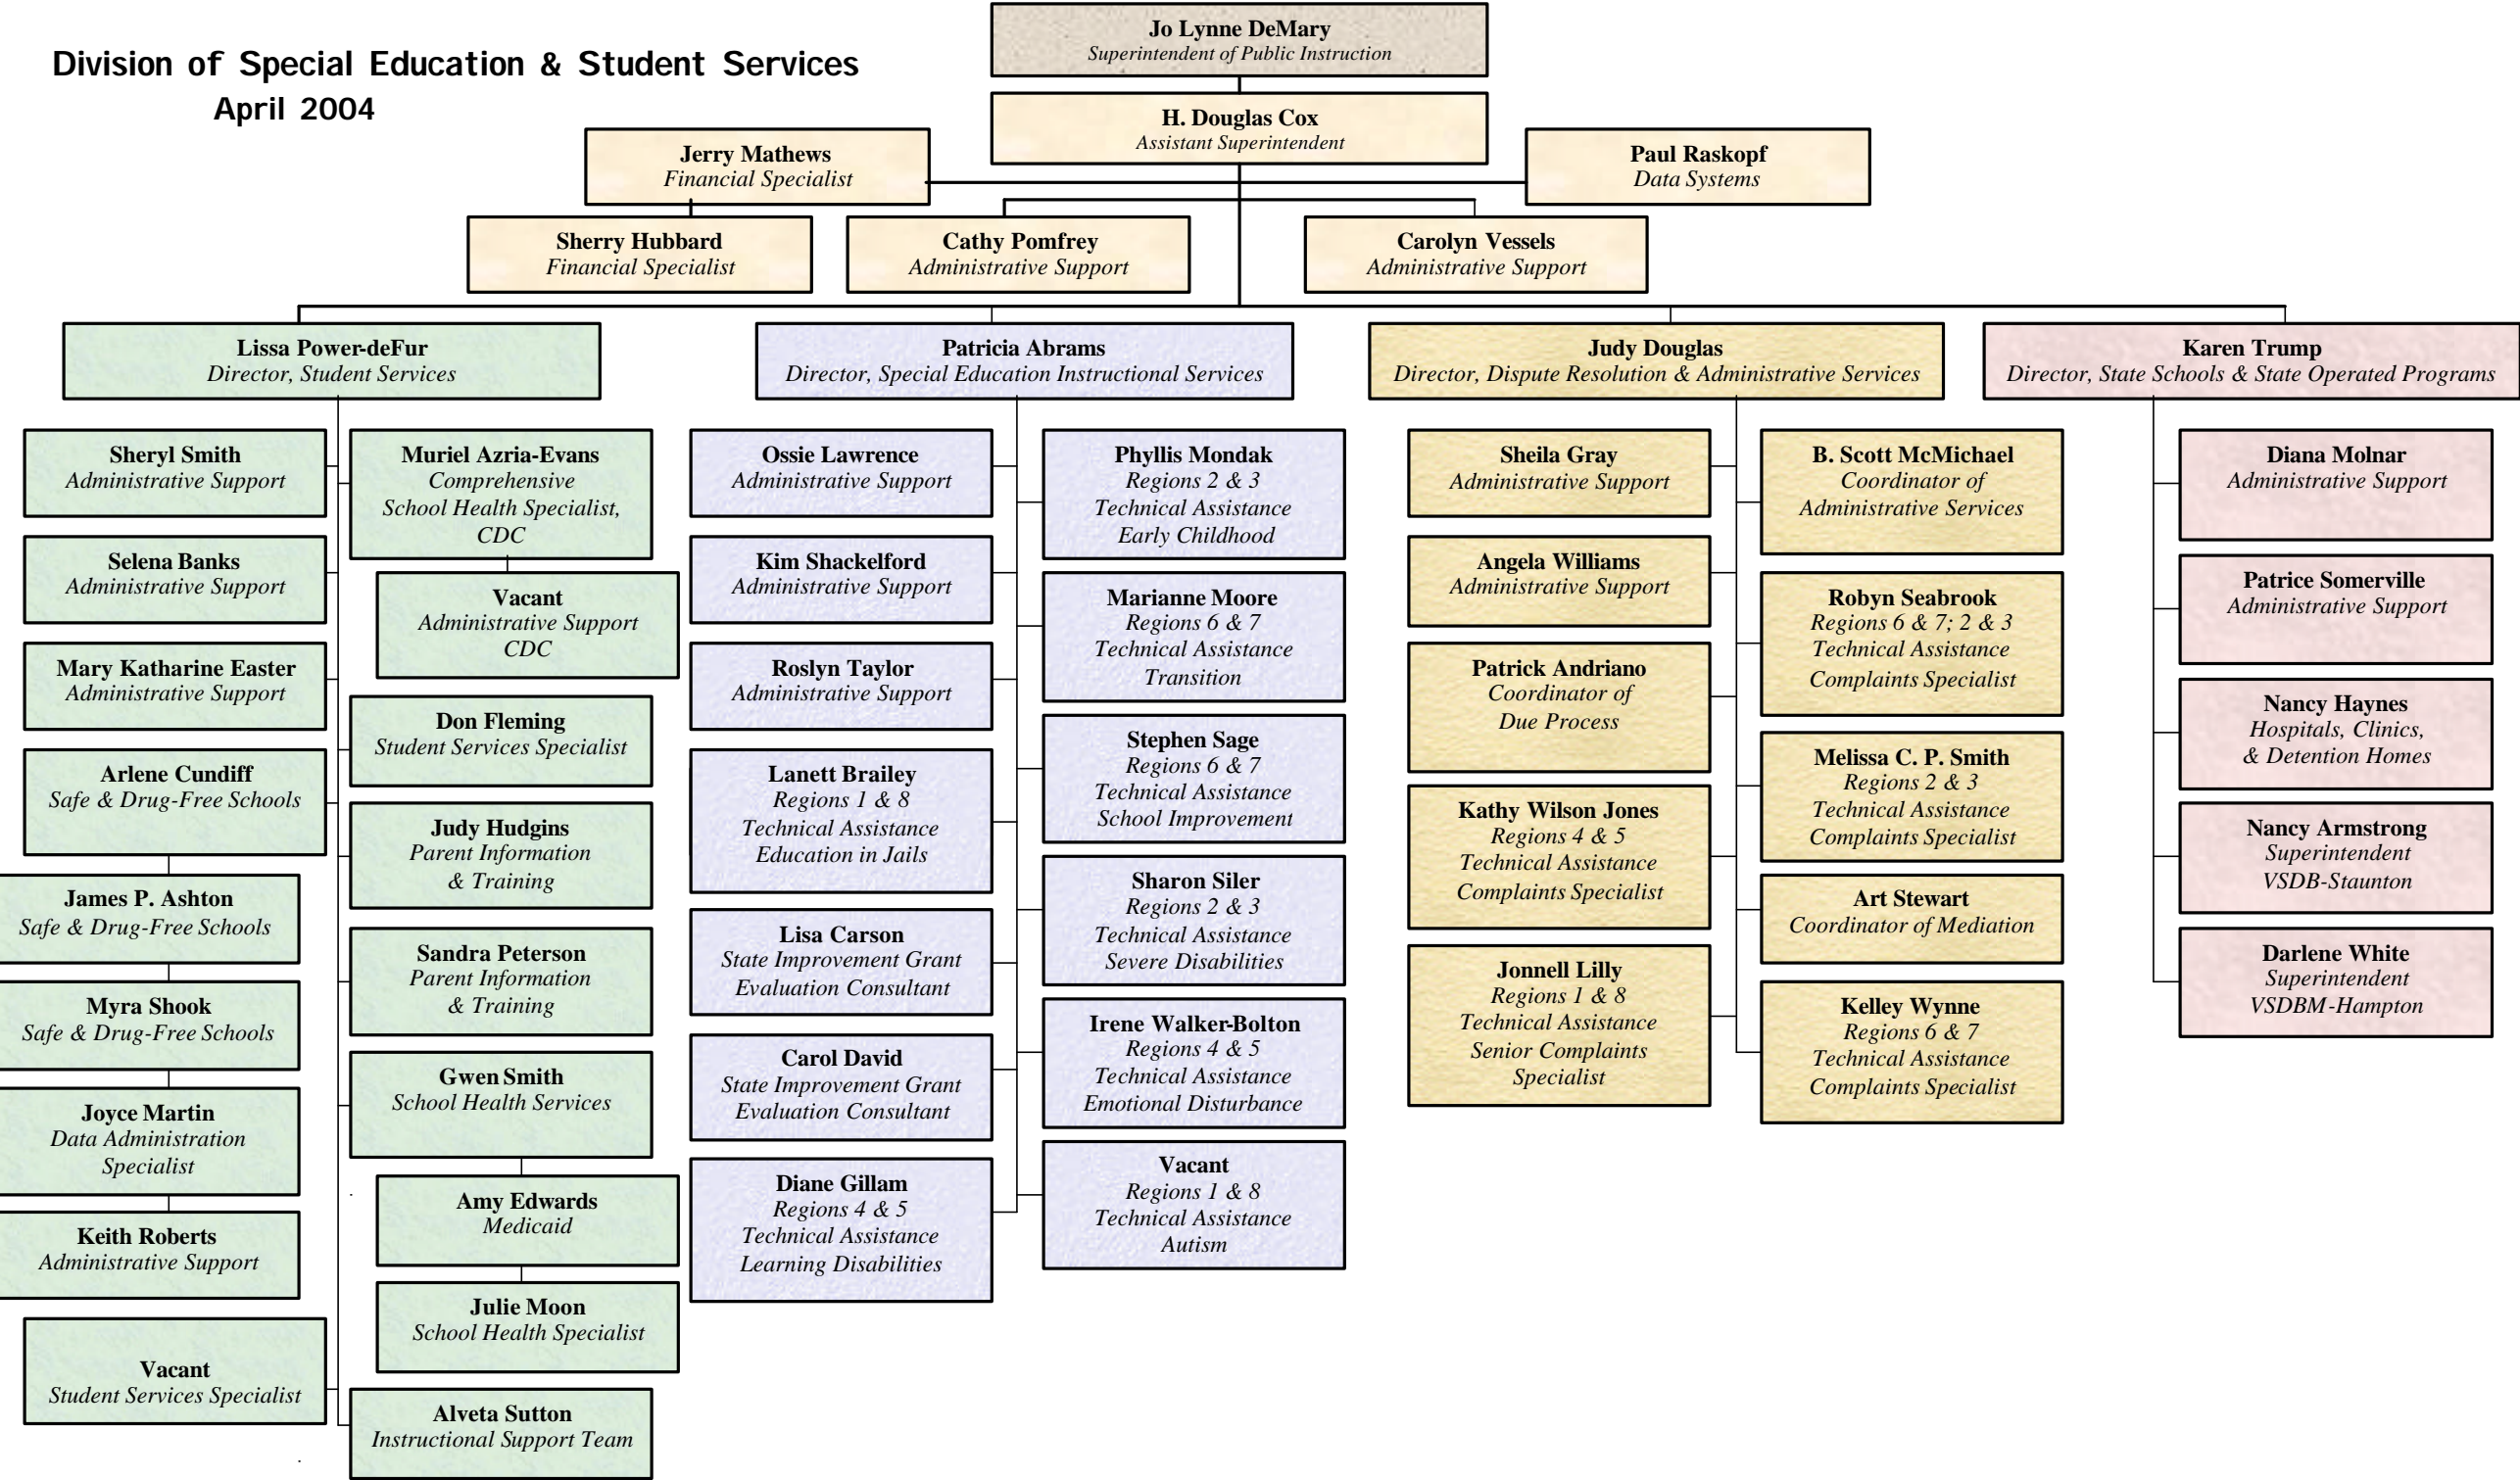 Division of Special Education & Student Services
April 2004
Jo Lynne DeMary
Superintendent of Public Instruction
H. Douglas Cox
Assistant Superintendent
Jerry Mathews
Financial Specialist
Paul Raskopf
Data Systems
Sherry Hubbard
Financial Specialist
Cathy Pomfrey
Administrative Support
Carolyn Vessels
Administrative Support
Lissa Power-deFur
Director, Student Services
Sheryl Smith
Administrative Support
Selena Banks
Administrative Support
Mary Katharine Easter
Administrative Support
Arlene Cundiff
Safe & Drug-Free Schools
James P. Ashton
Safe & Drug-Free Schools
Myra Shook
Safe & Drug-Free Schools
Joyce Martin
Data Administration
Specialist
Keith Roberts
Administrative Support
Vacant
Student Services Specialist
Muriel Azria-Evans
Comprehensive
School Health Specialist,
CDC
Vacant
Administrative Support
CDC
Don Fleming
Student Services Specialist
Judy Hudgins
Parent Information
& Training
Sandra Peterson
Parent Information
& Training
Gwen Smith
School Health Services
Amy Edwards
Medicaid
Julie Moon
School Health Specialist
Alveta Sutton
Instructional Support Team
Patricia Abrams
Director, Special Education Instructional Services
Ossie Lawrence
Administrative Support
Kim Shackelford
Administrative Support
Roslyn Taylor
Administrative Support
Lanett Brailey
Regions 1 & 8
Technical Assistance
Education in Jails
Lisa Carson
State Improvement Grant
Evaluation Consultant
Carol David
State Improvement Grant
Evaluation Consultant
Diane Gillam
Regions 4 & 5
Technical Assistance
Learning Disabilities
Phyllis Mondak
Regions 2 & 3
Technical Assistance
Early Childhood
Marianne Moore
Regions 6 & 7
Technical Assistance
Transition
Stephen Sage
Regions 6 & 7
Technical Assistance
School Improvement
Sharon Siler
Regions 2 & 3
Technical Assistance
Severe Disabilities
Irene Walker-Bolton
Regions 4 & 5
Technical Assistance
Emotional Disturbance
Vacant
Regions 1 & 8
Technical Assistance
Autism
Judy Douglas
Director, Dispute Resolution & Administrative Services
Sheila Gray
Administrative Support
Angela Williams
Administrative Support
Patrick Andriano
Coordinator of
Due Process
Kathy Wilson Jones
Regions 4 & 5
Technical Assistance
Complaints Specialist
Jonnell Lilly
Regions 1 & 8
Technical Assistance
Senior Complaints
Specialist
B. Scott McMichael
Coordinator of
Administrative Services
Robyn Seabrook
Regions 6 & 7; 2 & 3
Technical Assistance
Complaints Specialist
Melissa C. P. Smith
Regions 2 & 3
Technical Assistance
Complaints Specialist
Art Stewart
Coordinator of Mediation
Kelley Wynne
Regions 6 & 7
Technical Assistance
Complaints Specialist
Karen Trump
Director, State Schools & State Operated Programs
Diana Molnar
Administrative Support
Patrice Somerville
Administrative Support
Nancy Haynes
Hospitals, Clinics,
& Detention Homes
Nancy Armstrong
Superintendent
VSDB-Staunton
Darlene White
Superintendent
VSDBM-Hampton